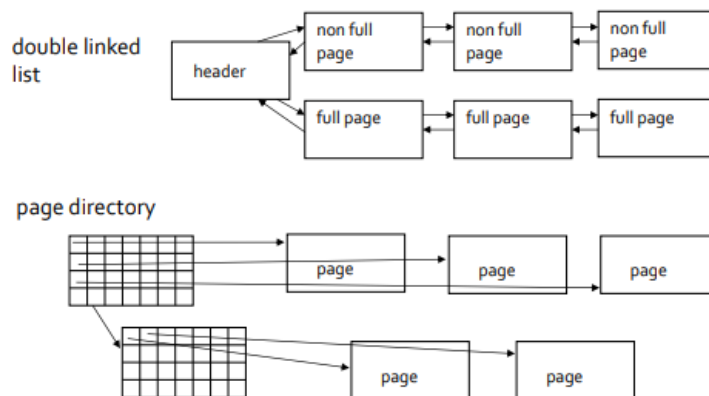 double linked
list
header
non full
page
non full
page
non full
page
full page
full page
full page
page directory
page
page
page
page
page